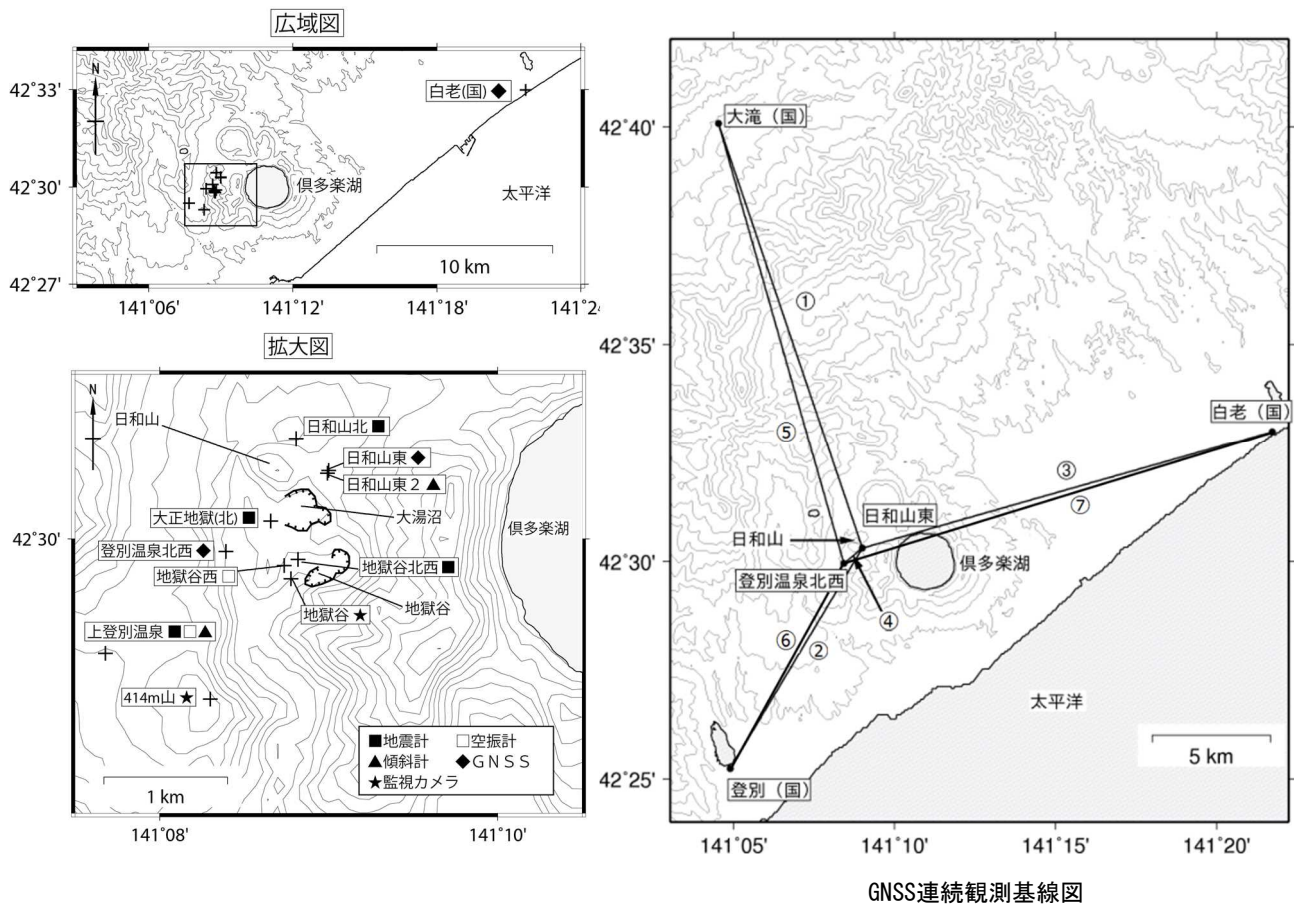 広域図
N
42°33'
42°30'
42°27'
白老(国) ◆
倶多楽湖
太平洋
10 km
141°06'
141°12'
141°18'
141°24
拡大図
N
日和山
日和山北 ■
日和山東 ◆
日和山東2 ▲
大正地獄(北) ■
大湯沼
42°30'
登別温泉北西 ◆
地獄谷西 □
地獄谷北西 ■
地獄谷 ★
地獄谷
倶多楽湖
上登別温泉 ■ □ ▲
414m山 ★
■地震計 □空振計
▲傾斜計 ◆GNSS
★監視カメラ
1 km
141°08'
141°10'
大滝(国)
42°40'
①
42°35'
白老(国)
⑤
③
⑦
日和山東
日和山
42°30'
倶多楽湖
登別温泉北西
④
⑥
②
太平洋
5 km
42°25'
登別(国)
141°05'
141°10'
141°15'
141°20'
GNSS連続観測基線図